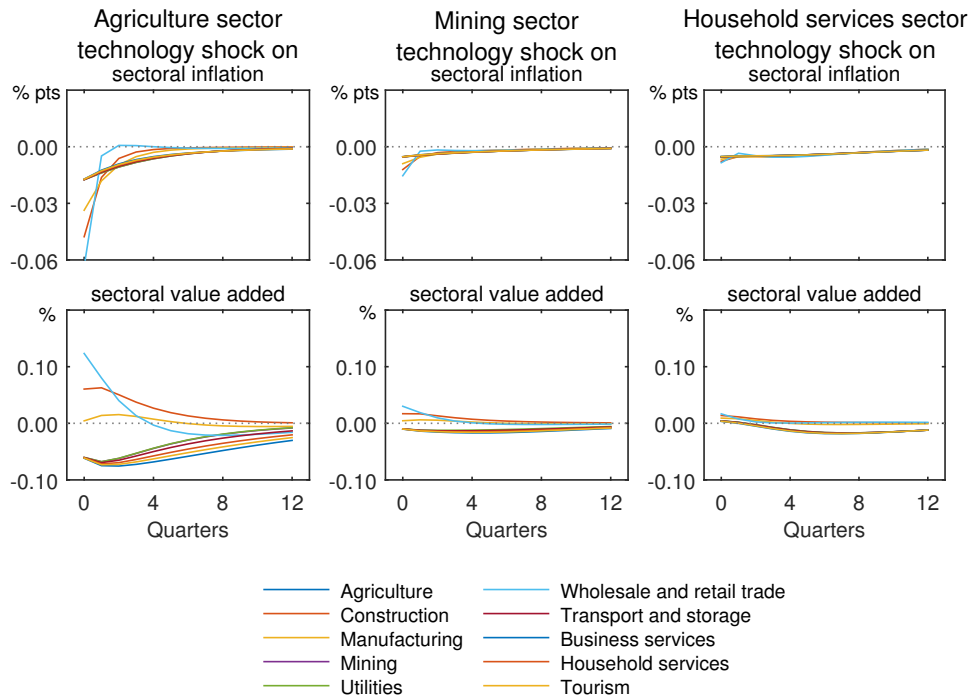 Agriculture sector
technology shock on
sectoral inflation
Mining sector
technology shock on
sectoral inflation
Household services sector
technology shock on
sectoral inflation
% pts
0.00
-0.03
-0.06
% pts
0.00
-0.03
-0.06
% pts
0.00
-0.03
-0.06
sectoral value added
sectoral value added
sectoral value added
%
0.10
0.00
-0.10
0 4 8 12
Quarters
%
0.10
0.00
-0.10
0 4 8 12
Quarters
%
0.10
0.00
-0.10
0 4 8 12
Quarters
Agriculture
Construction
Manufacturing
Mining
Utilities
Wholesale and retail trade
Transport and storage
Business services
Household services
Tourism